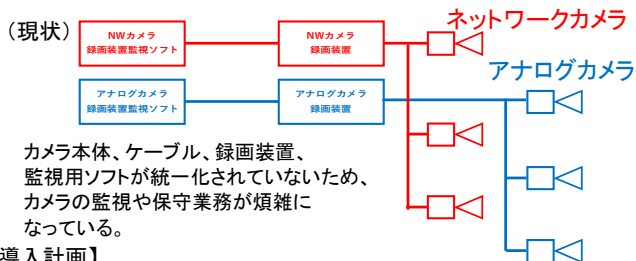 （現状）
NWカメラ
録画装置監視ソフト
NWカメラ
録画装置
ネットワークカメラ
アナログカメラ
アナログカメラ
録画装置監視ソフト
アナログカメラ
録画装置
カメラ本体、ケーブル、録画装置、
監視用ソフトが統一化されていないため、
カメラの監視や保守業務が煩雑に
なっている。
導入計画】